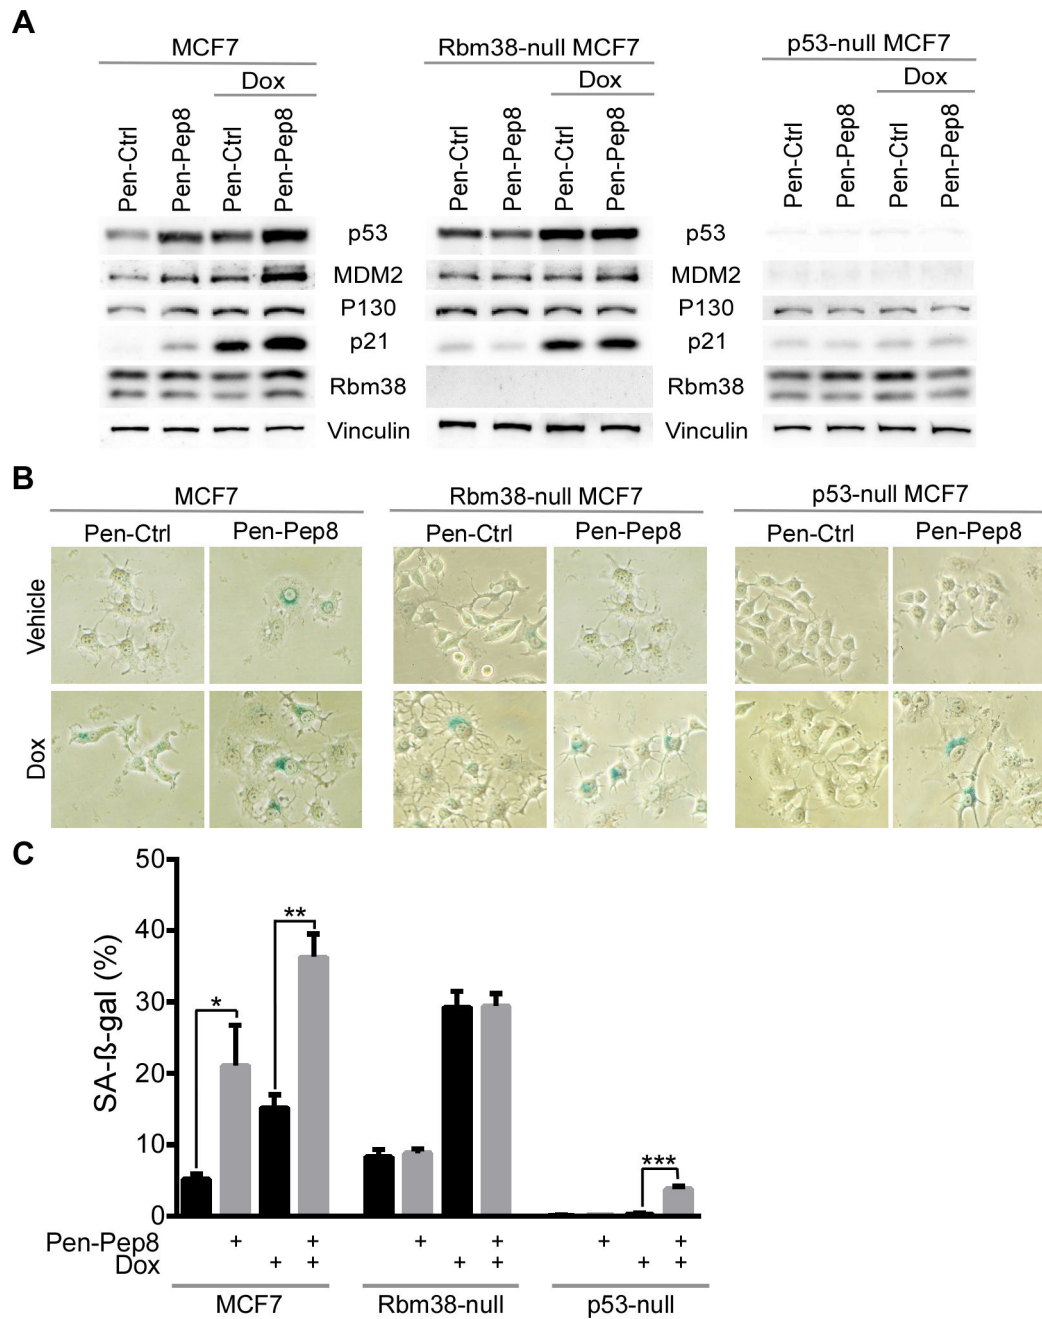 A
MCF7 Rbm38-null MCF7 p53-null MCF7
Dox Dox Dox
Pen-Ctrl Pen-Pep8 Pen-Ctrl Pen-Pep8 Pen-Ctrl Pen-Pep8 Pen-Ctrl Pen-Pep8 Pen-Ctrl Pen-Pep8 Pen-Ctrl Pen-Pep8
p53 p53
MDM2 MDM2
P130 P130
p21 p21
Rbm38 Rbm38
Vinculin Vinculin
B
MCF7 Rbm38-null MCF7 p53-null MCF7
Pen-Ctrl Pen-Pep8 Pen-Ctrl Pen-Pep8 Pen-Ctrl Pen-Pep8
Vehicle
Dox
C
50
40
30
20
10
0
SA-ß-gal (%)
* ** ***
Pen-Pep8 + + + + + +
Dox + + + + + +
MCF7 Rbm38-null p53-null